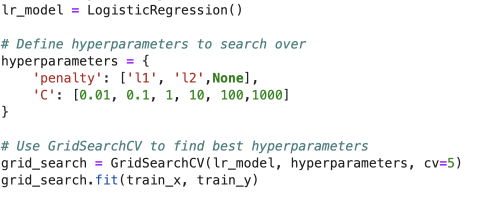 lr_model = LogisticRegression()
# Define hyperparameters to search over
hyperparameters = {
    'penalty': ['l1', 'l2',None],
    'C': [0.01, 0.1, 1, 10, 100,1000]
}
# Use GridSearchCV to find best hyperparameters
grid_search = GridSearchCV(lr_model, hyperparameters, cv=5)
grid_search.fit(train_x, train_y)